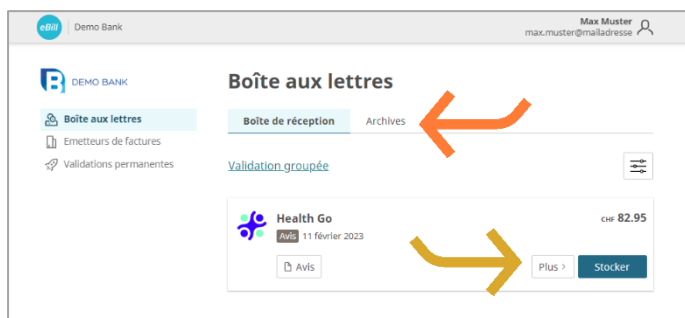 eBill Demo Bank
Max Muster
max.muster@mailadresse
DEMO BANK
Boîte aux lettres
Emetteurs de factures
Validations permanentes
Boîte aux lettres
Boîte de réception Archives
Validation groupée
Health Go
CHF 82.95
Avis 11 février 2023
Avis
Plus >
Stocker